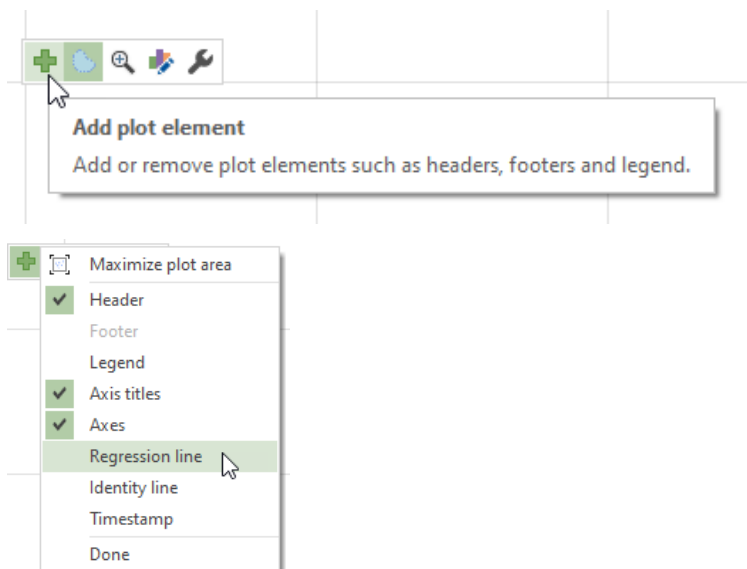 Add plot element
Add or remove plot elements such as headers, footers and legend.
Maximize plot area
Header
Footer
Legend
Axis titles
Axes
Regression line
Identity line
Timestamp
Done